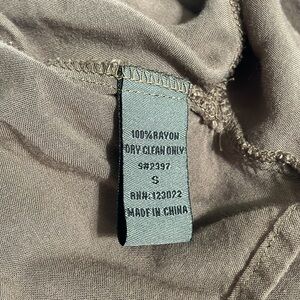 100%RAYON
DRY CLEAN ONLY
S#2397
S
RN#:123022
MADE IN CHINA